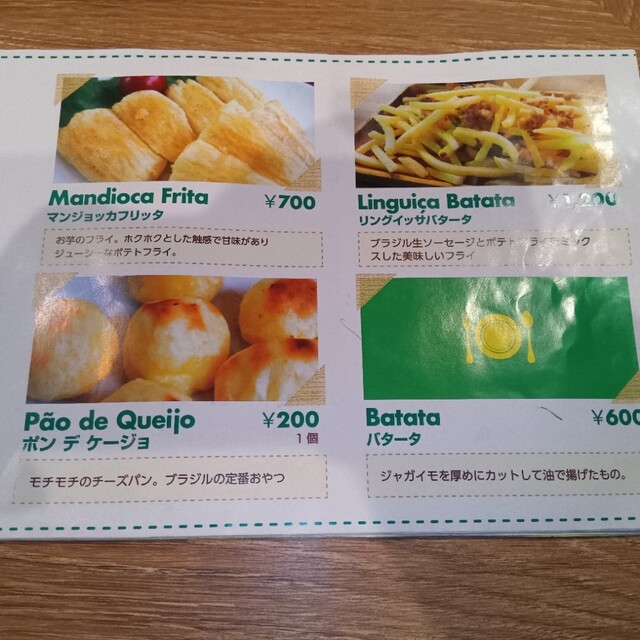 Mandioca Frita ¥700
マンジョッカフリッタ
お芋のフライ。ホクホクとした触感で甘味があり
ジューシーなポテトフライ。
Linguiça Batata ¥1,200
リングイッサバタータ
ブラジル生ソーセージとポテトフライをミック
スした美味しいフライ
Pão de Queijo ¥200
ポン デ ケージョ 1個
モチモチのチーズパン。ブラジルの定番おやつ
Batata ¥600
バタータ
ジャガイモを厚めにカットして油で揚げたもの。